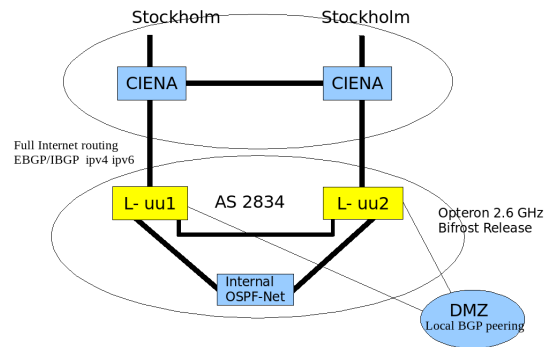 Stockholm
Stockholm
CIENA
CIENA
Full Internet routing
EBGP/IBGP ipv4 ipv6
L- uu1
AS 2834
L- uu2
Opteron 2.6 GHz
Bifrost Release
Internal
OSPF-Net
DMZ
Local BGP peering